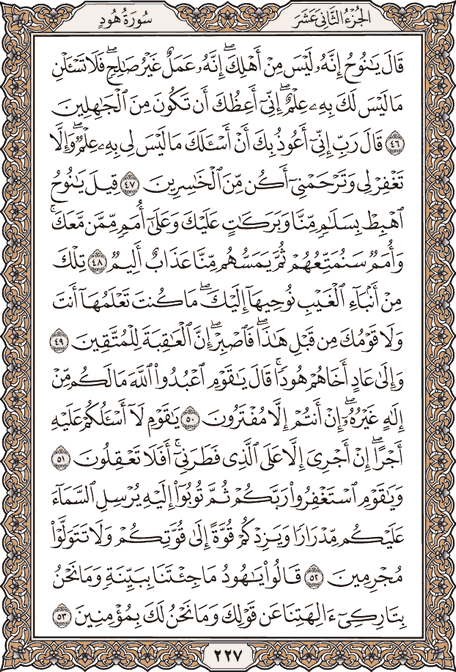 الجزء الثاني عشر
سورة هود
قَالَ يَٰنُوحُ إِنَّهُۥ لَيۡسَ مِنۡ أَهۡلِكَۖ إِنَّهُۥ عَمَلٌ غَيۡرُ صَٰلِحٖۖ فَلَا تَسۡـَٔلۡنِ
مَا لَيۡسَ لَكَ بِهِۦ عِلۡمٌۖ إِنِّيٓ أَعِظُكَ أَن تَكُونَ مِنَ ٱلۡجَٰهِلِينَ
٤٦ قَالَ رَبِّ إِنِّيٓ أَعُوذُ بِكَ أَنۡ أَسۡـَٔلَكَ مَا لَيۡسَ لِي بِهِۦ عِلۡمٞۖ وَإِلَّا
تَغۡفِرۡ لِي وَتَرۡحَمۡنِيٓ أَكُن مِّنَ ٱلۡخَٰسِرِينَ ٤٧ قِيلَ يَٰنُوحُ
ٱهۡبِطۡ بِسَلَٰمٖ مِّنَّا وَبَرَكَٰتٍ عَلَيۡكَ وَعَلَىٰٓ أُمَمٖ مِّمَّن مَّعَكَۚ
وَأُمَمٞ سَنُمَتِّعُهُمۡ ثُمَّ يَمَسُّهُم مِّنَّا عَذَابٌ أَلِيمٞ ٤٨ تِلۡكَ
مِنۡ أَنۢبَآءِ ٱلۡغَيۡبِ نُوحِيهَآ إِلَيۡكَۖ مَا كُنتَ تَعۡلَمُهَآ أَنتَ
وَلَا قَوۡمُكَ مِن قَبۡلِ هَٰذَاۖ فَٱصۡبِرۡۖ إِنَّ ٱلۡعَٰقِبَةَ لِلۡمُتَّقِينَ ٤٩
وَإِلَىٰ عَادٍ أَخَاهُمۡ هُودٗاۚ قَالَ يَٰقَوۡمِ ٱعۡبُدُواْ ٱللَّهَ مَا لَكُم مِّنۡ
إِلَٰهٍ غَيۡرُهُۥٓۖ إِنۡ أَنتُمۡ إِلَّا مُفۡتَرُونَ ٥٠ يَٰقَوۡمِ لَآ أَسۡـَٔلُكُمۡ عَلَيۡهِ
أَجۡرًاۖ إِنۡ أَجۡرِيَ إِلَّا عَلَى ٱلَّذِي فَطَرَنِيٓۚ أَفَلَا تَعۡقِلُونَ ٥١
وَيَٰقَوۡمِ ٱسۡتَغۡفِرُواْ رَبَّكُمۡ ثُمَّ تُوبُوٓاْ إِلَيۡهِ يُرۡسِلِ ٱلسَّمَآءَ
عَلَيۡكُم مِّدۡرَارٗا وَيَزِدۡكُمۡ قُوَّةً إِلَىٰ قُوَّتِكُمۡ وَلَا تَتَوَلَّوۡاْ
مُجۡرِمِينَ ٥٢ قَالُواْ يَٰهُودُ مَا جِئۡتَنَا بِبَيِّنَةٖ وَمَا نَحۡنُ
بِتَارِكِيٓ ءَالِهَتِنَا عَن قَوۡلِكَ وَمَا نَحۡنُ لَكَ بِمُؤۡمِنِينَ ٥٣
٢٢٧